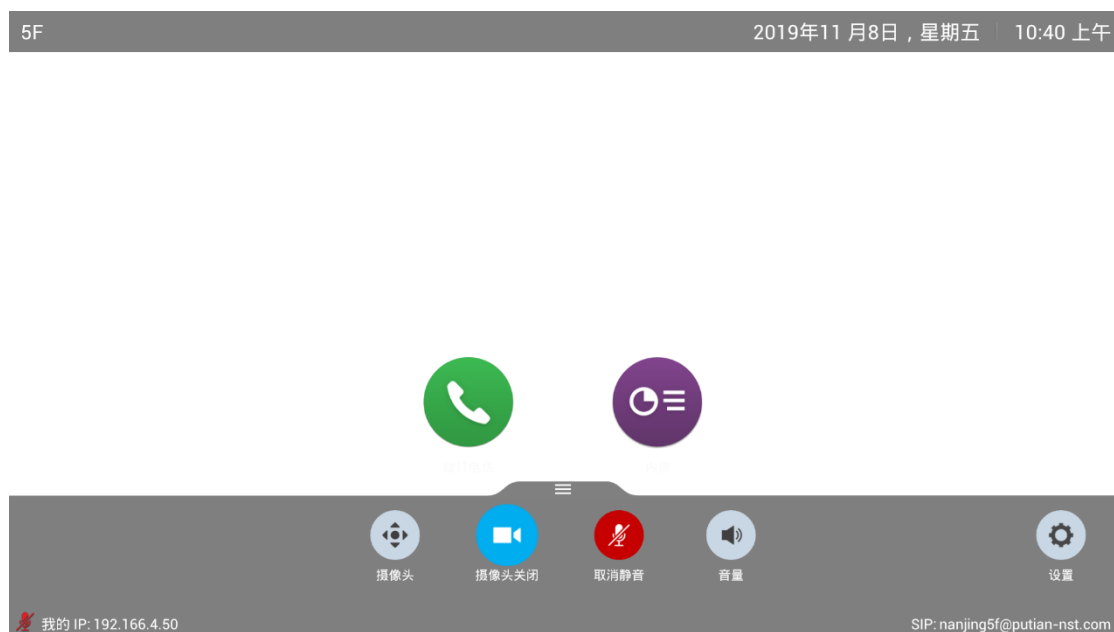 5F
2019年11 月8日，星期五
10:40 上午
摄像头
摄像头关闭
取消静音
音量
设置
我的 IP: 192.166.4.50
SIP: nanjing5f@putian-nst.com